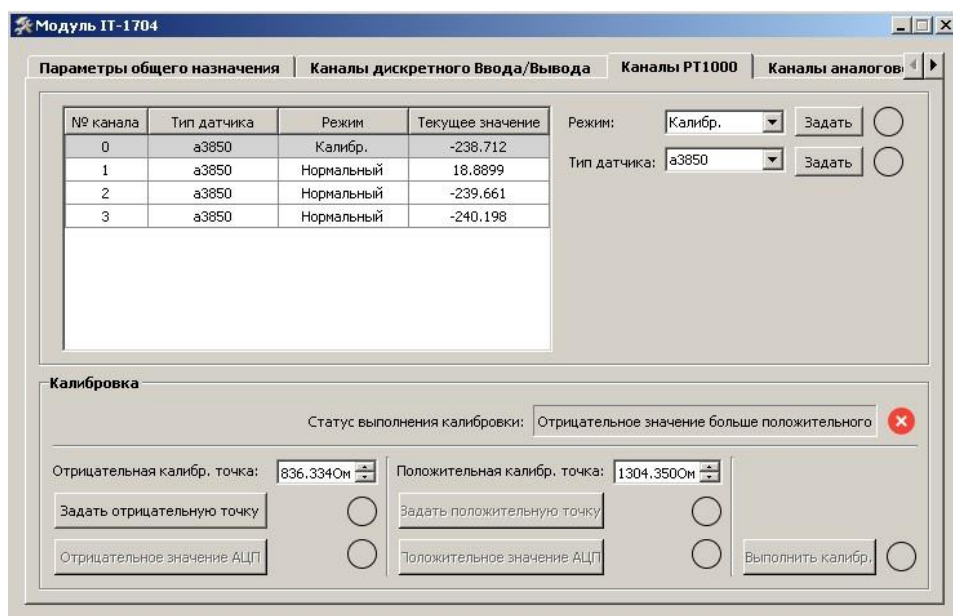 Модуль IT-1704
Параметры общего назначения Каналы дискретного Ввода/Вывода Каналы PT1000 Каналы аналогов
№ канала Тип датчика Режим Текущее значение
0 a3850 Калибр. -238.712
1 a3850 Нормальный 18.8899
2 a3850 Нормальный -239.661
3 a3850 Нормальный -240.198
Режим: Калибр. Задать
Тип датчика: a3850 Задать
Калибровка
Статус выполнения калибровки: Отрицательное значение больше положительного
Отрицательная калибр. точка: 836.334Ом Положительная калибр. точка: 1304.350Ом
Задать отрицательную точку Задать положительную точку
Отрицательное значение АЦП Положительное значение АЦП Выполнить калибр.